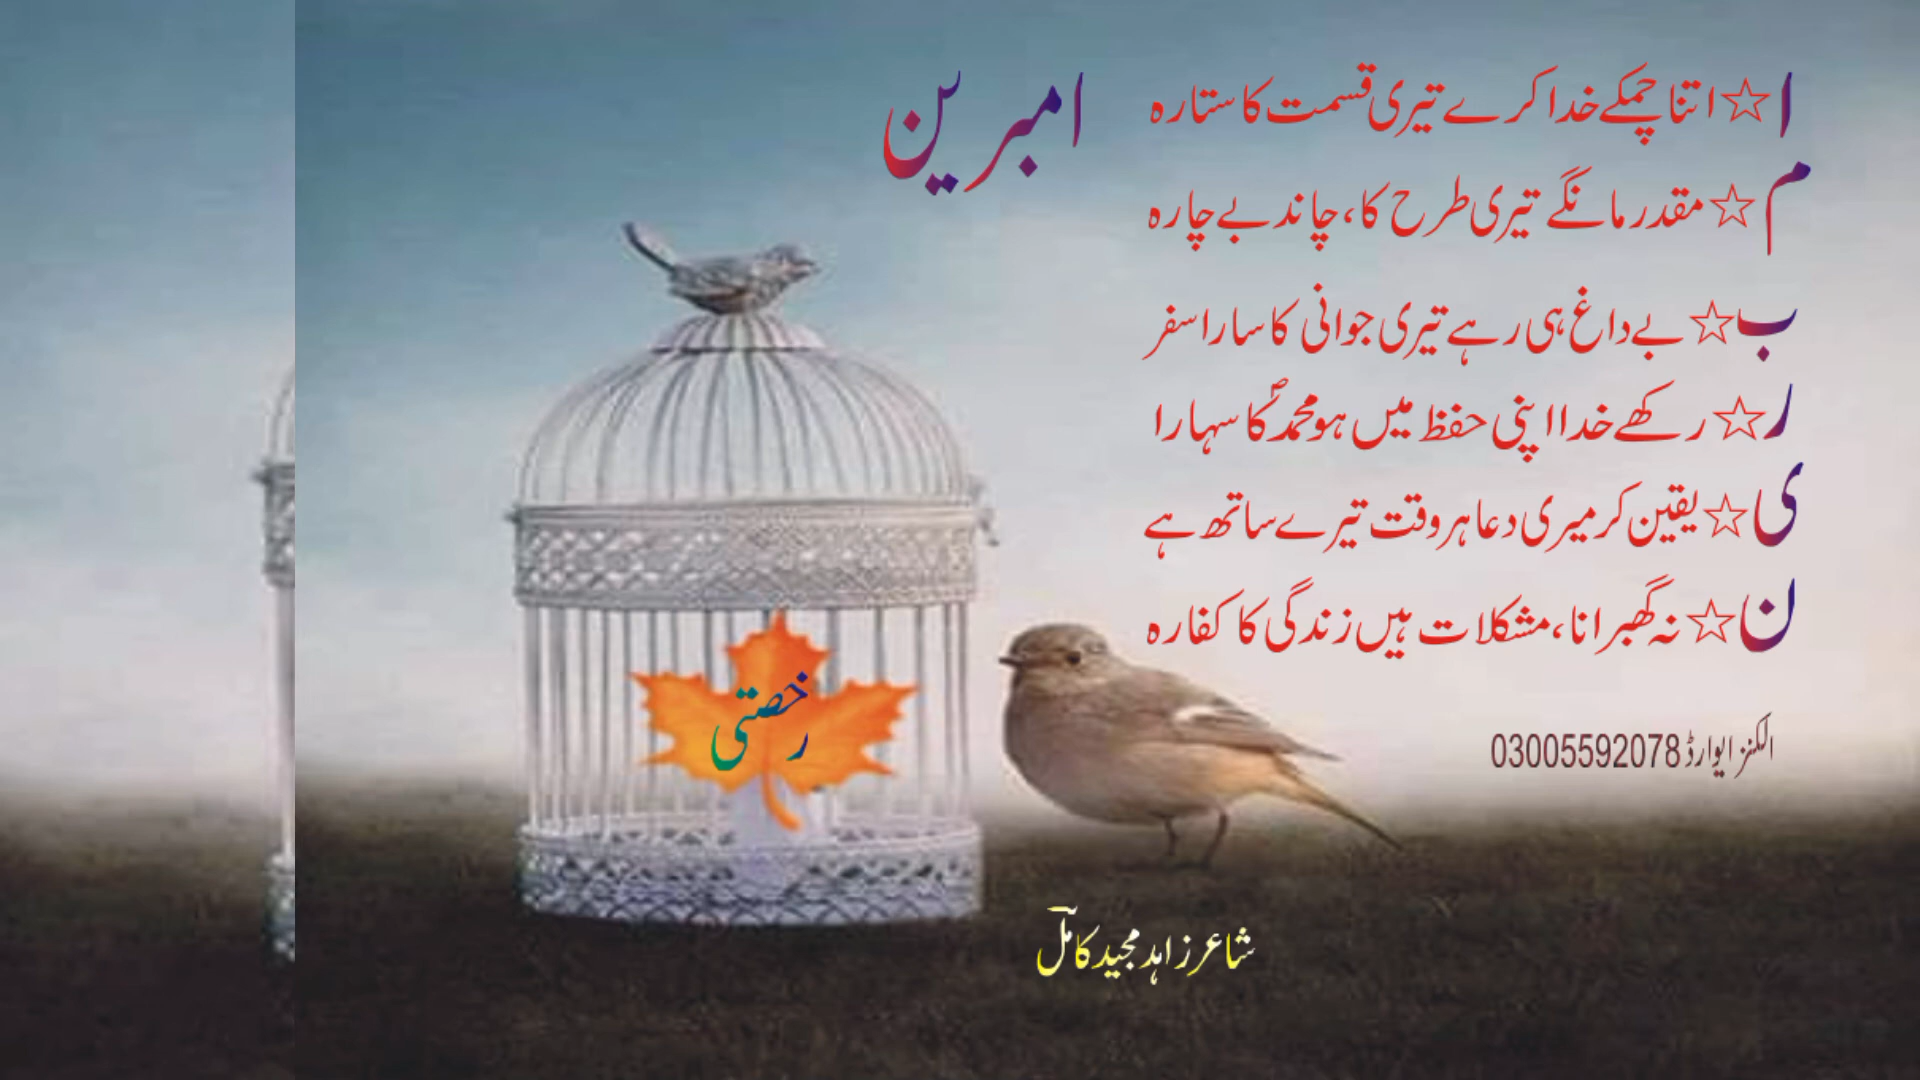 امبرین
ا ☆ اتنا چمکے خدا کرے تیری قسمت کا ستارہ
م ☆ مقدر مانگے تیری طرح کا، چاند بے چارہ
ب ☆ بے داغ ہی رہے تیری جوانی کا سارا سفر
ر ☆ رکھے خدا اپنی حفظ میں ہو محمدؐ کا سہارا
ی ☆ یقین کر میری دعا ہر وقت تیرے ساتھ ہے
ن ☆ نہ گھبرانا، مشکلات ہیں زندگی کا کفارہ
رخصتی
ایوارڈ 03005592078
شاعر زاہد مجید کاملؔ